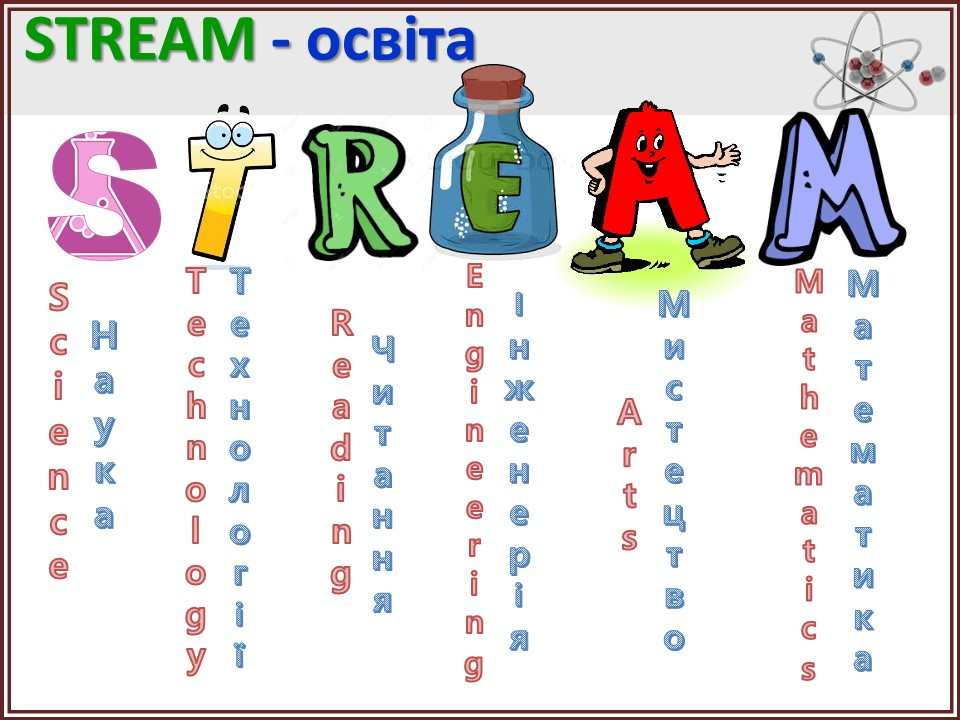 STREAM - освіта
STREAM
Science
Наука
Technology
Технології
Reading
Читання
Engineering
Інженерія
Arts
Мистецтво
Mathematics
Математика